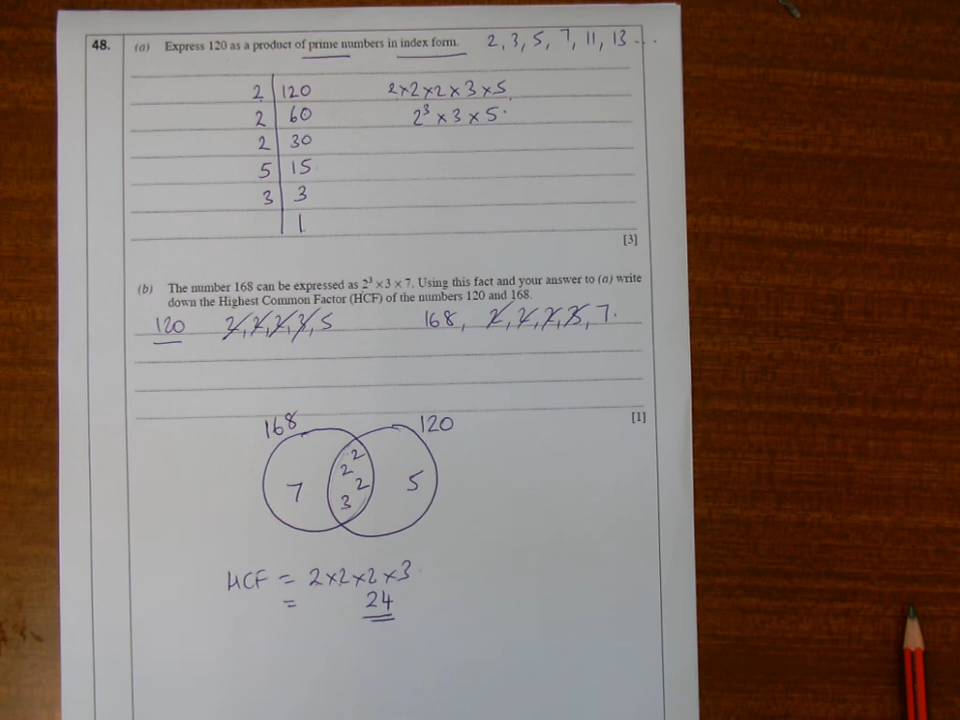 48. (a) Express 120 as a product of prime numbers in index form. 2, 3, 5, 7, 11, 13 ...
2 | 120 2×2×2×3×5
2 | 60 2³ × 3 × 5.
2 | 30
5 | 15
3 | 3
| 1
[3]
(b) The number 168 can be expressed as 2³ × 3 × 7. Using this fact and your answer to (a) write
down the Highest Common Factor (HCF) of the numbers 120 and 168.
120 2, 2, 2, 3, 5 168, 2, 2, 2, 3, 7.
[1]
168 120
2
2
7 2 5
3
HCF = 2×2×2×3
= 24